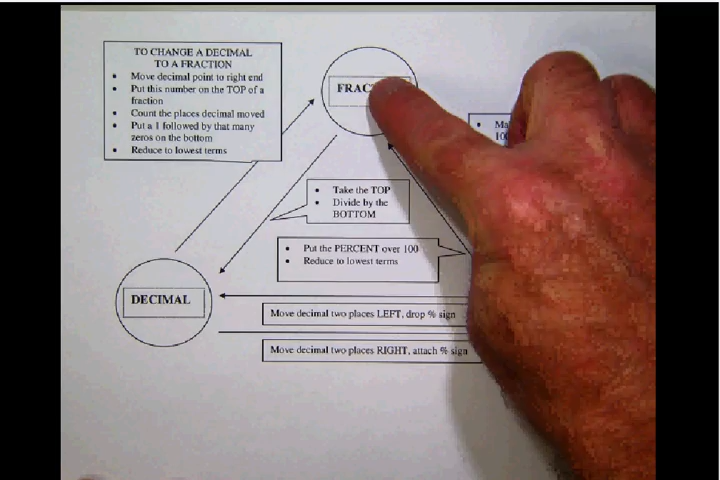 TO CHANGE A DECIMAL
TO A FRACTION
• Move decimal point to right end
• Put this number on the TOP of a
fraction
• Count the places decimal moved
• Put a 1 followed by that many
zeros on the bottom
• Reduce to lowest terms
• Take the TOP
• Divide by the
BOTTOM
• Put the PERCENT over 100
• Reduce to lowest terms
DECIMAL
Move decimal two places LEFT, drop % sign
Move decimal two places RIGHT, attach % sign